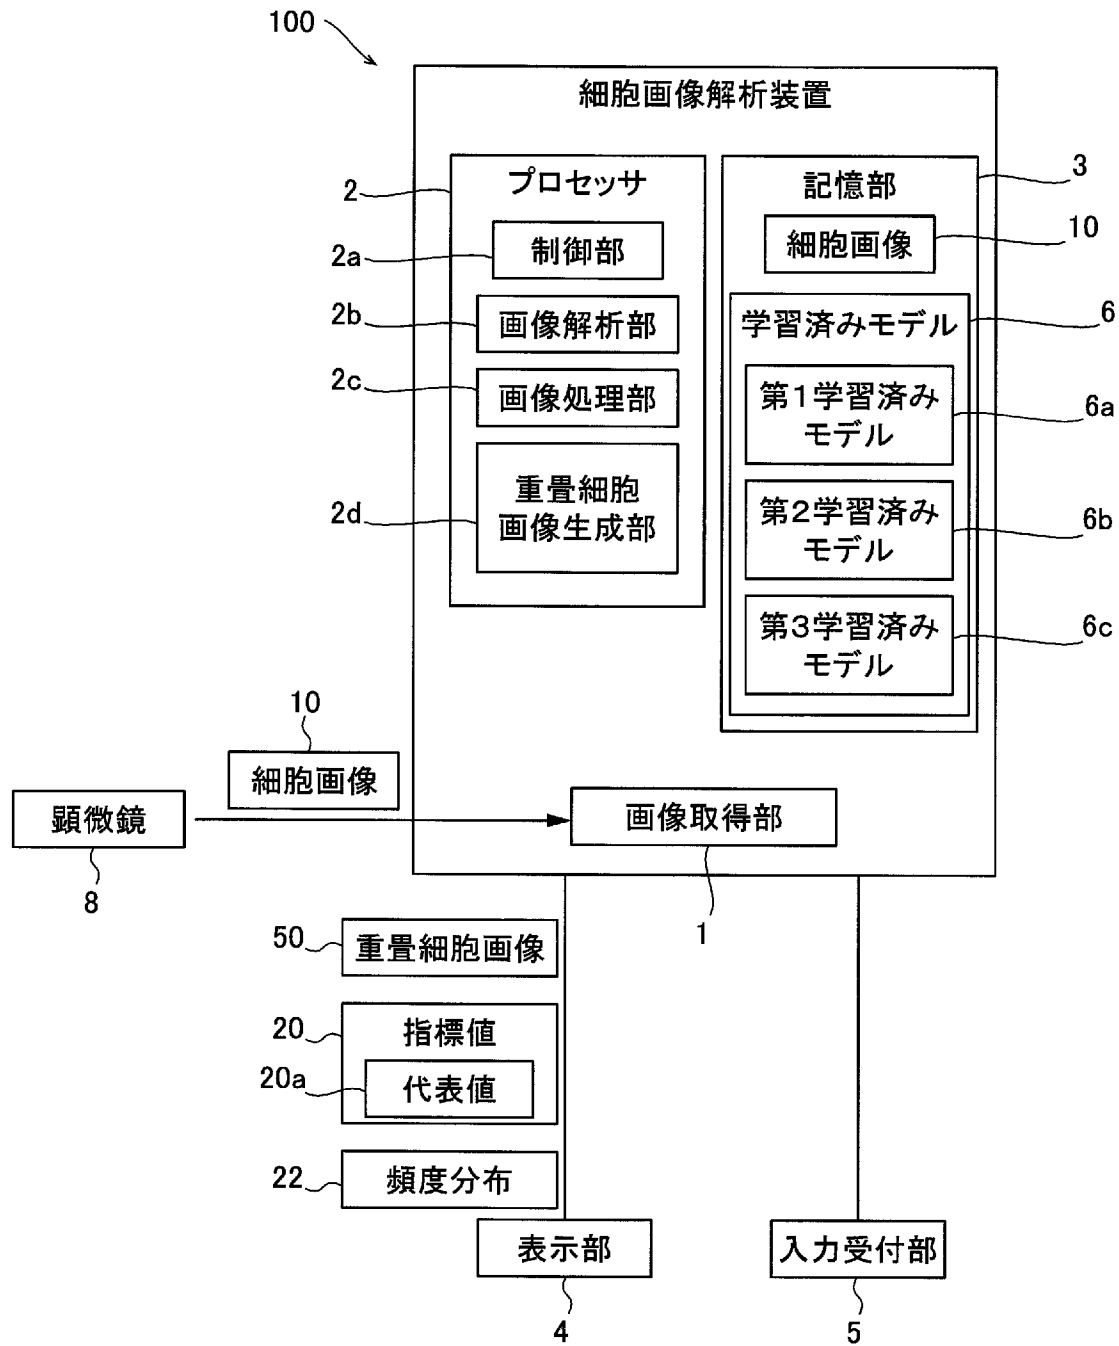 100
細胞画像解析装置
2
プロセッサ
2a
制御部
2b
画像解析部
2c
画像処理部
2d
重畳細胞
画像生成部
3
記憶部
10
細胞画像
6
学習済みモデル
6a
第1学習済み
モデル
6b
第2学習済み
モデル
6c
第3学習済み
モデル
10
細胞画像
顕微鏡
8
画像取得部
1
50
重畳細胞画像
20
指標値
20a
代表値
22
頻度分布
表示部
4
入力受付部
5